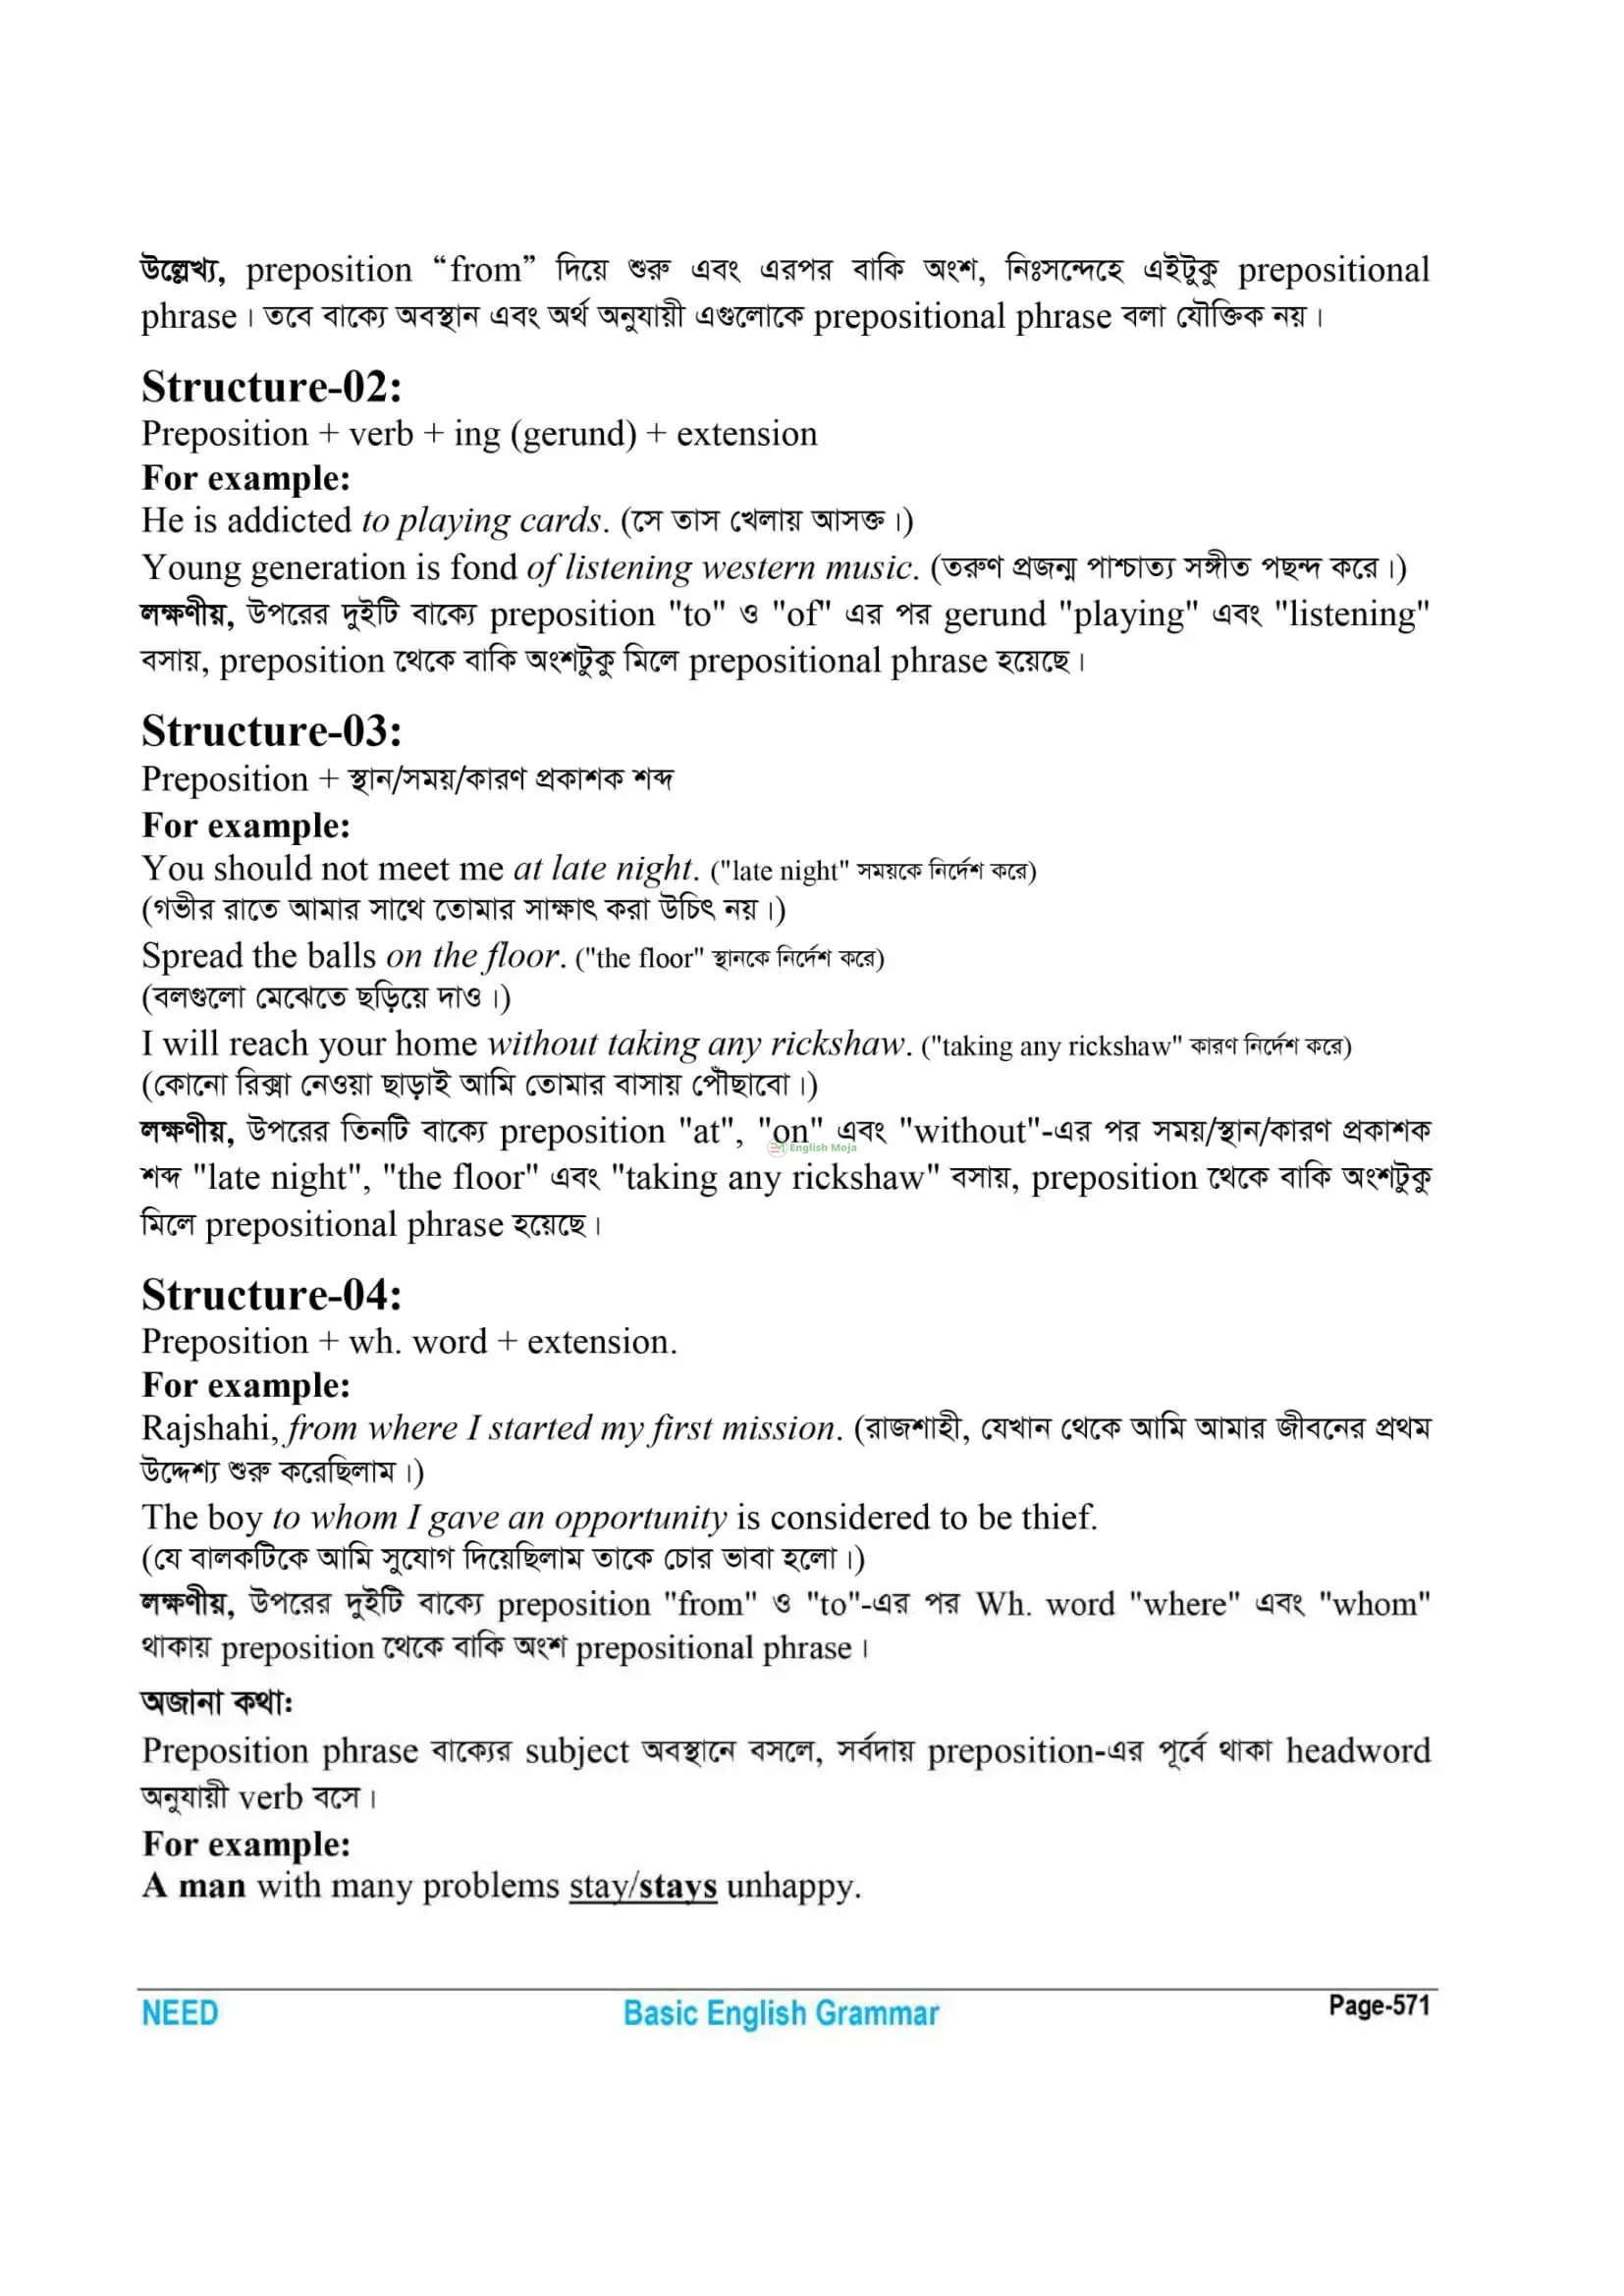 উল্লেখ্য, preposition “from” দিয়ে শুরু এবং এরপর বাকি অংশ, নিঃসন্দেহে এইটুকু prepositional
phrase। তবে বাক্যে অবস্থান এবং অর্থ অনুযায়ী এগুলোকে prepositional phrase বলা যৌক্তিক নয়।
Structure-02:
Preposition + verb + ing (gerund) + extension
For example:
He is addicted to playing cards. (সে তাস খেলায় আসক্ত।)
Young generation is fond of listening western music. (তরুণ প্রজন্ম পাশ্চাত্য সঙ্গীত পছন্দ করে।)
লক্ষণীয়, উপরের দুইটি বাক্যে preposition "to" ও "of" এর পর gerund "playing" এবং "listening"
বসায়, preposition থেকে বাকি অংশটুকু মিলে prepositional phrase হয়েছে।
Structure-03:
Preposition + স্থান/সময়/কারণ প্রকাশক শব্দ
For example:
You should not meet me at late night. ("late night" সময়কে নির্দেশ করে)
(গভীর রাতে আমার সাথে তোমার সাক্ষাৎ করা উচিৎ নয়।)
Spread the balls on the floor. ("the floor" স্থানকে নির্দেশ করে)
(বলগুলো মেঝেতে ছড়িয়ে দাও।)
I will reach your home without taking any rickshaw. ("taking any rickshaw" কারণ নির্দেশ করে)
(কোনো রিক্সা নেওয়া ছাড়াই আমি তোমার বাসায় পৌঁছাবো।)
লক্ষণীয়, উপরের তিনটি বাক্যে preposition "at", "on" এবং "without"-এর পর সময়/স্থান/কারণ প্রকাশক
English Moja
শব্দ "late night", "the floor" এবং "taking any rickshaw" বসায়, preposition থেকে বাকি অংশটুকু
মিলে prepositional phrase হয়েছে।
Structure-04:
Preposition + wh. word + extension.
For example:
Rajshahi, from where I started my first mission. (রাজশাহী, যেখান থেকে আমি আমার জীবনের প্রথম
উদ্দেশ্য শুরু করেছিলাম।)
The boy to whom I gave an opportunity is considered to be thief.
(যে বালকটিকে আমি সুযোগ দিয়েছিলাম তাকে চোর ভাবা হলো।)
লক্ষণীয়, উপরের দুইটি বাক্যে preposition "from" ও "to"-এর পর Wh. word "where" এবং "whom"
থাকায় preposition থেকে বাকি অংশ prepositional phrase।
অজানা কথাঃ
Preposition phrase বাক্যের subject অবস্থানে বসলে, সর্বদায় preposition-এর পূর্বে থাকা headword
অনুযায়ী verb বসে।
For example:
A man with many problems stay/stays unhappy.
NEED Basic English Grammar Page-571